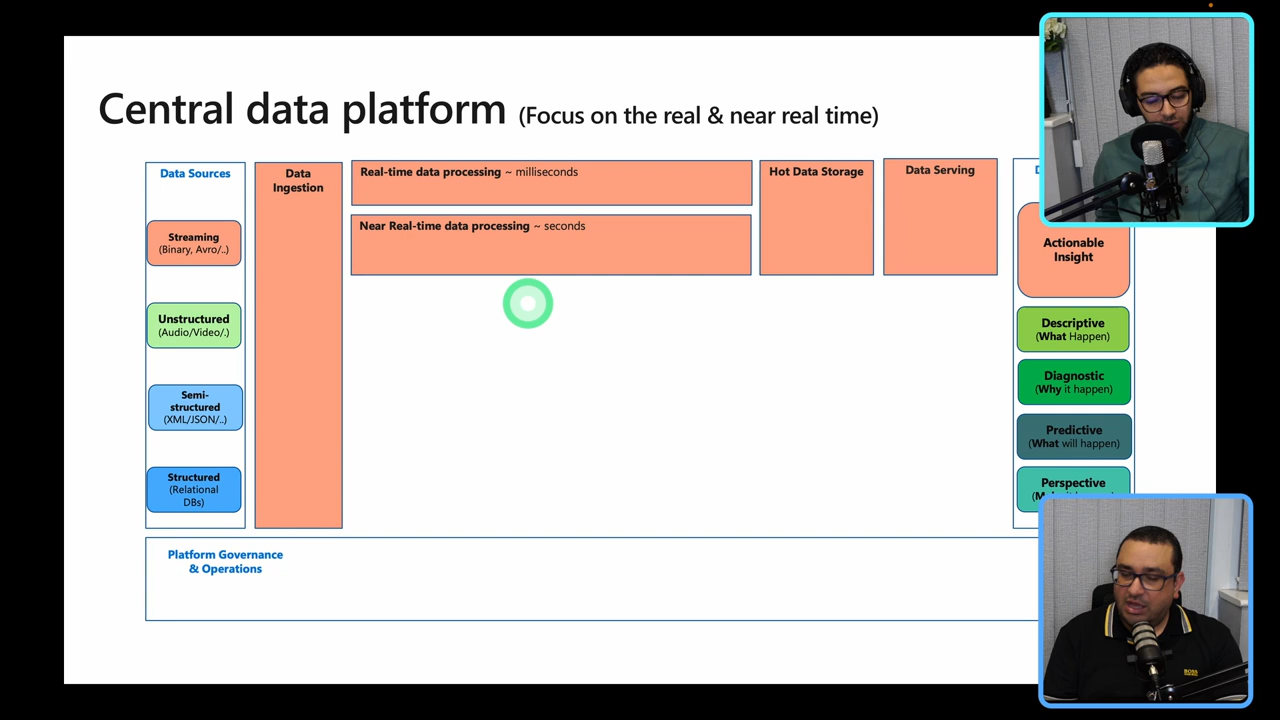 Central data platform (Focus on the real & near real time)
Data Sources
Streaming
(Binary, Avro/..)
Unstructured
(Audio/Video/.)
Semi-
structured
(XML/JSON/..)
Structured
(Relational
DBs)
Data
Ingestion
Real-time data processing ~ milliseconds
Near Real-time data processing ~ seconds
Hot Data Storage
Data Serving
Actionable
Insight
Descriptive
(What Happen)
Diagnostic
(Why it happen)
Predictive
(What will happen)
Perspective
Platform Governance
& Operations
BOSS